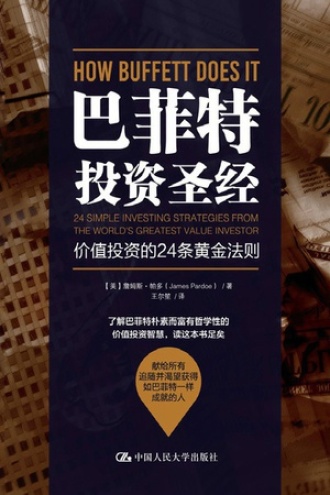 HOW BUFFETT DOES IT
巴菲特
投资圣经
24 SIMPLE INVESTING STRATEGIES FROM
THE WORLD'S GREATEST VALUE INVESTOR
价值投资的24条黄金法则
【英】詹姆斯·帕多（James Pardoe）/ 著
王尔笙 / 译
了解巴菲特朴素而富有哲学性的
价值投资智慧，读这本书足矣
献给所有
追随并渴望获得
如巴菲特一样
成就的人
中国人民大学出版社